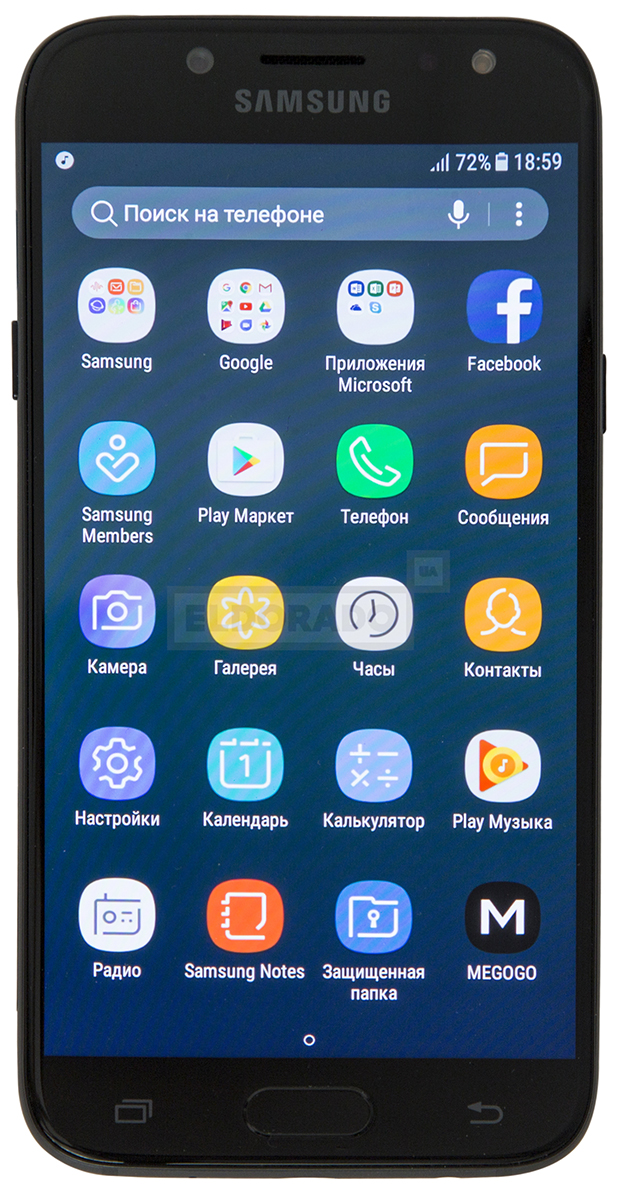 SAMSUNG
72% 18:59
Поиск на телефоне
Samsung
Google
Приложения
Microsoft
Facebook
Samsung
Members
Play Маркет
Телефон
Сообщения
UA
ELDORADO
Камера
Галерея
Часы
Контакты
1
Настройки
Календарь
Калькулятор
Play Музыка
M
Радио
Samsung Notes
Защищенная
папка
MEGOGO